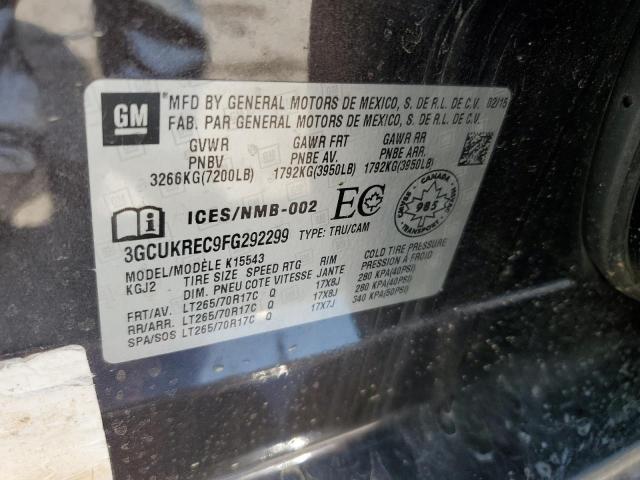 GM
MFD BY GENERAL MOTORS DE MEXICO, S. DE R.L. DE C.V. 02/15
FAB. PAR GENERAL MOTORS DE MEXICO, S. DE R.L. DE C.V.
GVWR GAWR FRT GAWR RR
PNBV PNBE AV. PNBE ARR.
3266KG(7200LB) 1792KG(3950LB) 1792KG(3950LB)
ICES/NMB-002 EC 983
3GCUKREC9FG292299 TYPE: TRU/CAM
MODEL/MODÈLE K15543
KGJ2 TIRE SIZE SPEED RTG RIM COLD TIRE PRESSURE
DIM. PNEU COTE VITESSE JANTE PRESSION À FROID
FRT/AV. LT265/70R17C Q 17X8J 280 KPA(40PSI)
RR/ARR. LT265/70R17C Q 17X8J 280 KPA(40PSI)
SPA/SOS LT265/70R17C Q 17X7J 340 KPA(50PSI)